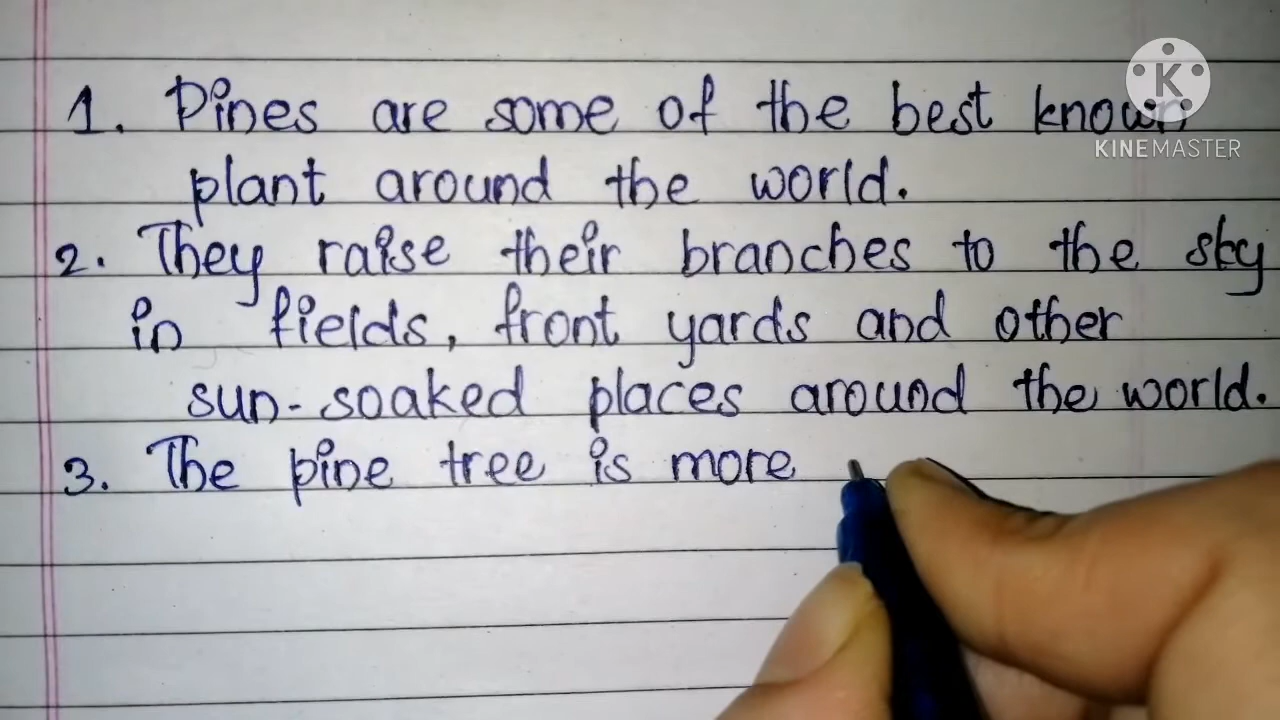 1. Pines are some of the best known
plant around the world.
2. They raise their branches to the sky
in fields, front yards and other
sun-soaked places around the world.
3. The pine tree is more
K
KINEMASTER